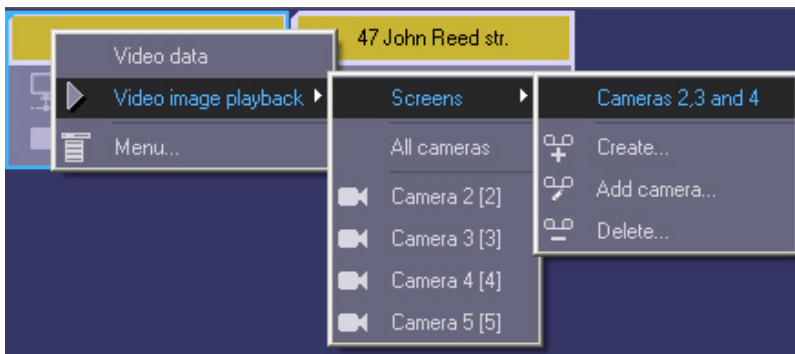 47 John Reed str.
Video data
Video image playback
Menu...
Screens
All cameras
Camera 2 [2]
Camera 3 [3]
Camera 4 [4]
Camera 5 [5]
Cameras 2,3 and 4
Create...
Add camera...
Delete...